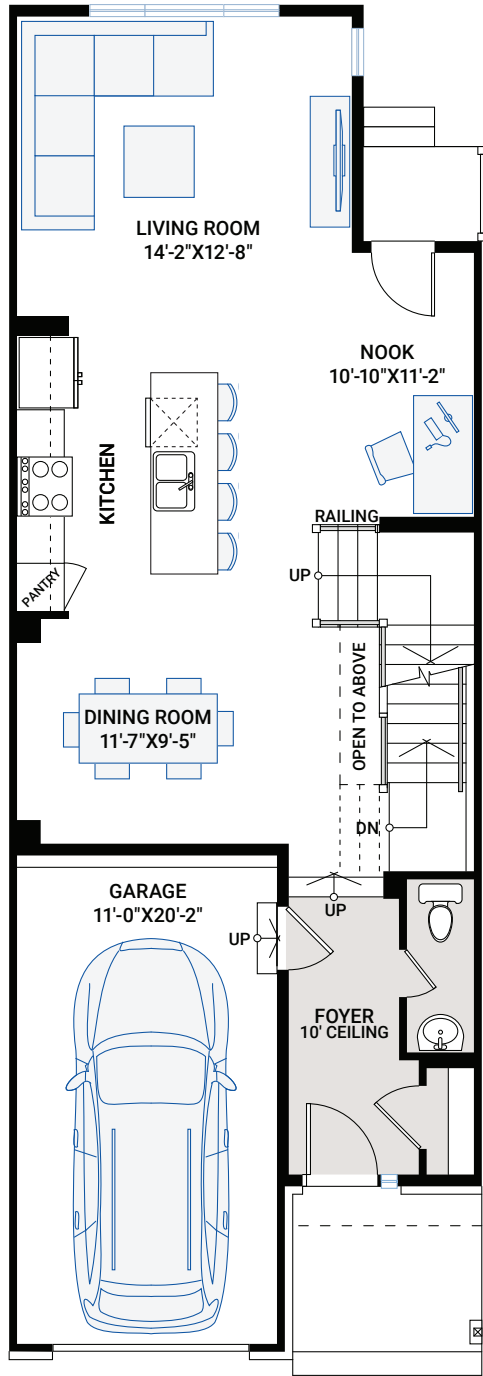 LIVING ROOM
14'-2"X12'-8"
NOOK
10'-10"X11'-2"
KITCHEN
RAILING
UP
PANTRY
OPEN TO ABOVE
DINING ROOM
11'-7"X9'-5"
DN
GARAGE
11'-0"X20'-2"
UP
UP
FOYER
10' CEILING